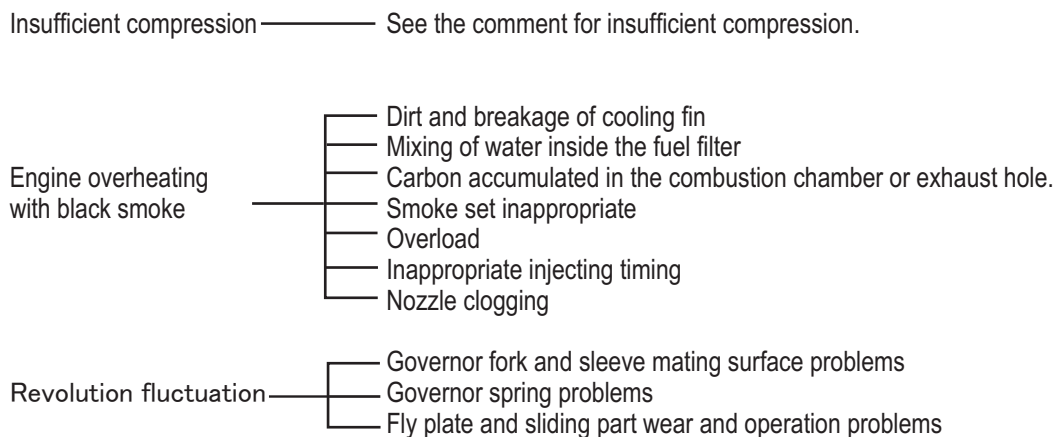 Insufficient compression See the comment for insufficient compression.
Dirt and breakage of cooling fin
Mixing of water inside the fuel filter
Engine overheating
with black smoke
Carbon accumulated in the combustion chamber or exhaust hole.
Smoke set inappropriate
Overload
Inappropriate injecting timing
Nozzle clogging
Governor fork and sleeve mating surface problems
Revolution fluctuation Governor spring problems
Fly plate and sliding part wear and operation problems